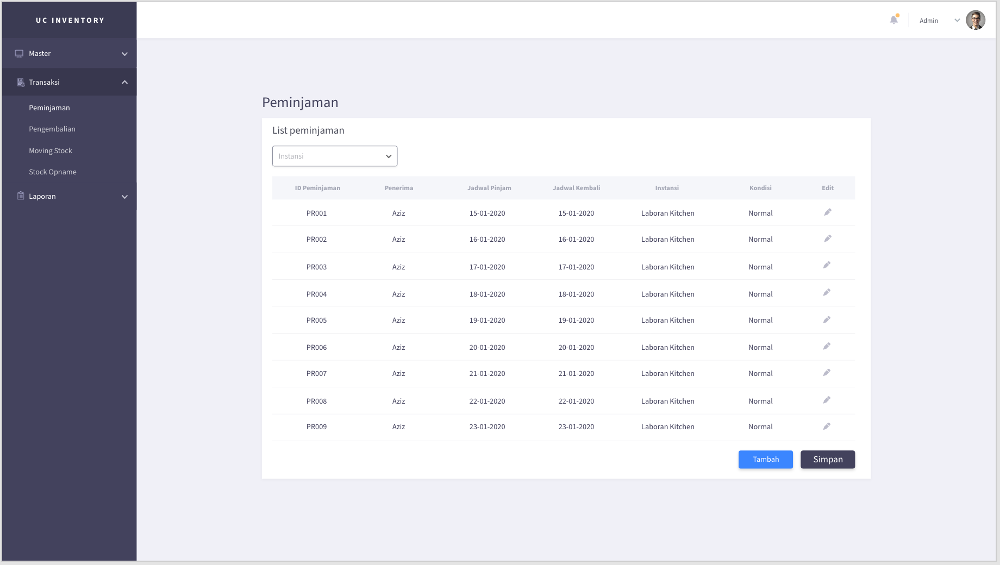 UC INVENTORY
Admin
Master
Transaksi
Peminjaman
Pengembalian
Moving Stock
Stock Opname
Laporan
Peminjaman
List peminjaman
Instansi
ID Peminjaman Penerima Jadwal Pinjam Jadwal Kembali Instansi Kondisi Edit
PR001 Aziz 15-01-2020 15-01-2020 Laboran Kitchen Normal
PR002 Aziz 16-01-2020 16-01-2020 Laboran Kitchen Normal
PR003 Aziz 17-01-2020 17-01-2020 Laboran Kitchen Normal
PR004 Aziz 18-01-2020 18-01-2020 Laboran Kitchen Normal
PR005 Aziz 19-01-2020 19-01-2020 Laboran Kitchen Normal
PR006 Aziz 20-01-2020 20-01-2020 Laboran Kitchen Normal
PR007 Aziz 21-01-2020 21-01-2020 Laboran Kitchen Normal
PR008 Aziz 22-01-2020 22-01-2020 Laboran Kitchen Normal
PR009 Aziz 23-01-2020 23-01-2020 Laboran Kitchen Normal
Tambah Simpan